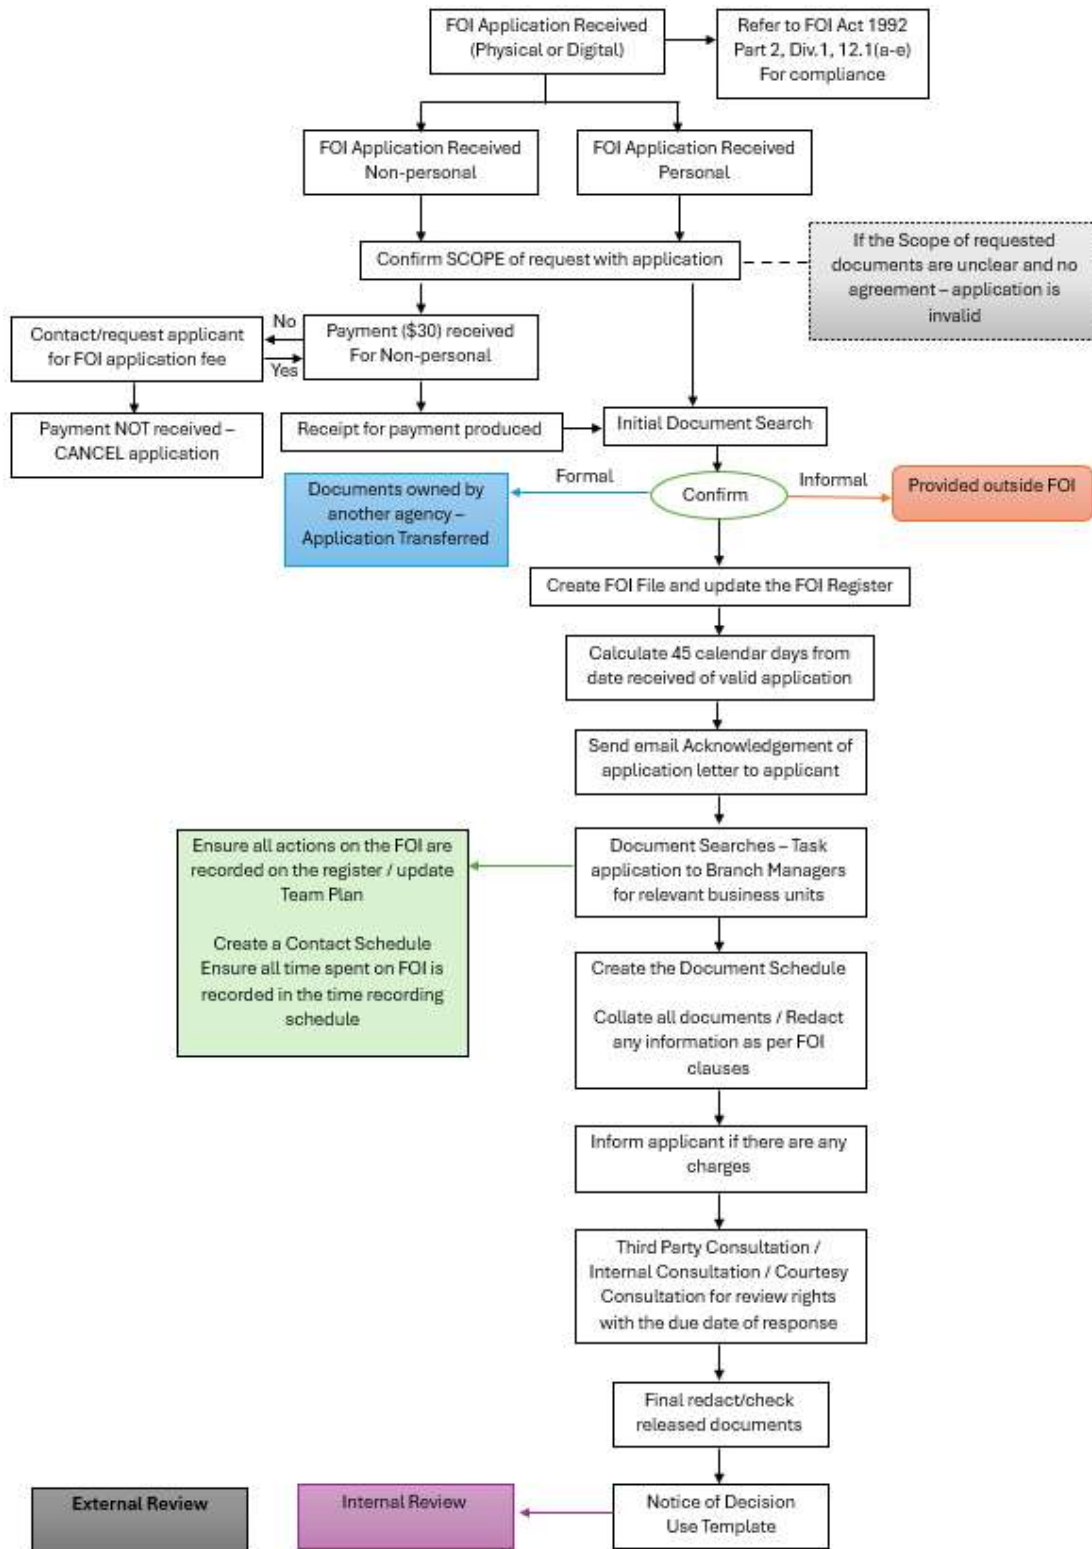 FOI Application Received
(Physical or Digital)
Refer to FOI Act 1992
Part 2, Div.1, 12.1(a-e)
For compliance
FOI Application Received
Non-personal
FOI Application Received
Personal
Confirm SCOPE of request with application
If the Scope of requested
documents are unclear and no
agreement – application is
invalid
Contact/request applicant
for FOI application fee
No
Yes
Payment ($30) received
For Non-personal
Payment NOT received –
CANCEL application
Receipt for payment produced
Initial Document Search
Documents owned by
another agency –
Application Transferred
Formal
Confirm
Informal
Provided outside FOI
Create FOI File and update the FOI Register
Calculate 45 calendar days from
date received of valid application
Send email Acknowledgement of
application letter to applicant
Ensure all actions on the FOI are
recorded on the register / update
Team Plan
Create a Contact Schedule
Ensure all time spent on FOI is
recorded in the time recording
schedule
Document Searches – Task
application to Branch Managers
for relevant business units
Create the Document Schedule
Collate all documents / Redact
any information as per FOI
clauses
Inform applicant if there are any
charges
Third Party Consultation /
Internal Consultation / Courtesy
Consultation for review rights
with the due date of response
Final redact/check
released documents
External Review
Internal Review
Notice of Decision
Use Template